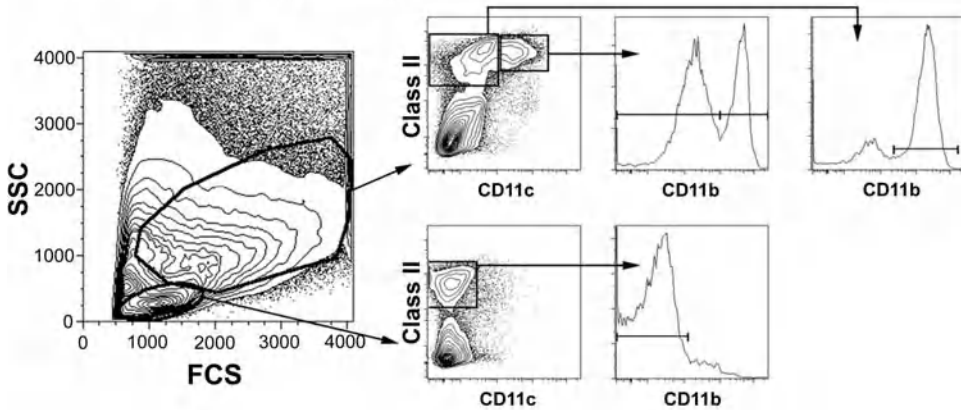 SSC
4000
3000
2000
1000
0
0 1000 2000 3000 4000
FCS
Class II
CD11c
CD11b
CD11b
Class II
CD11c
CD11b